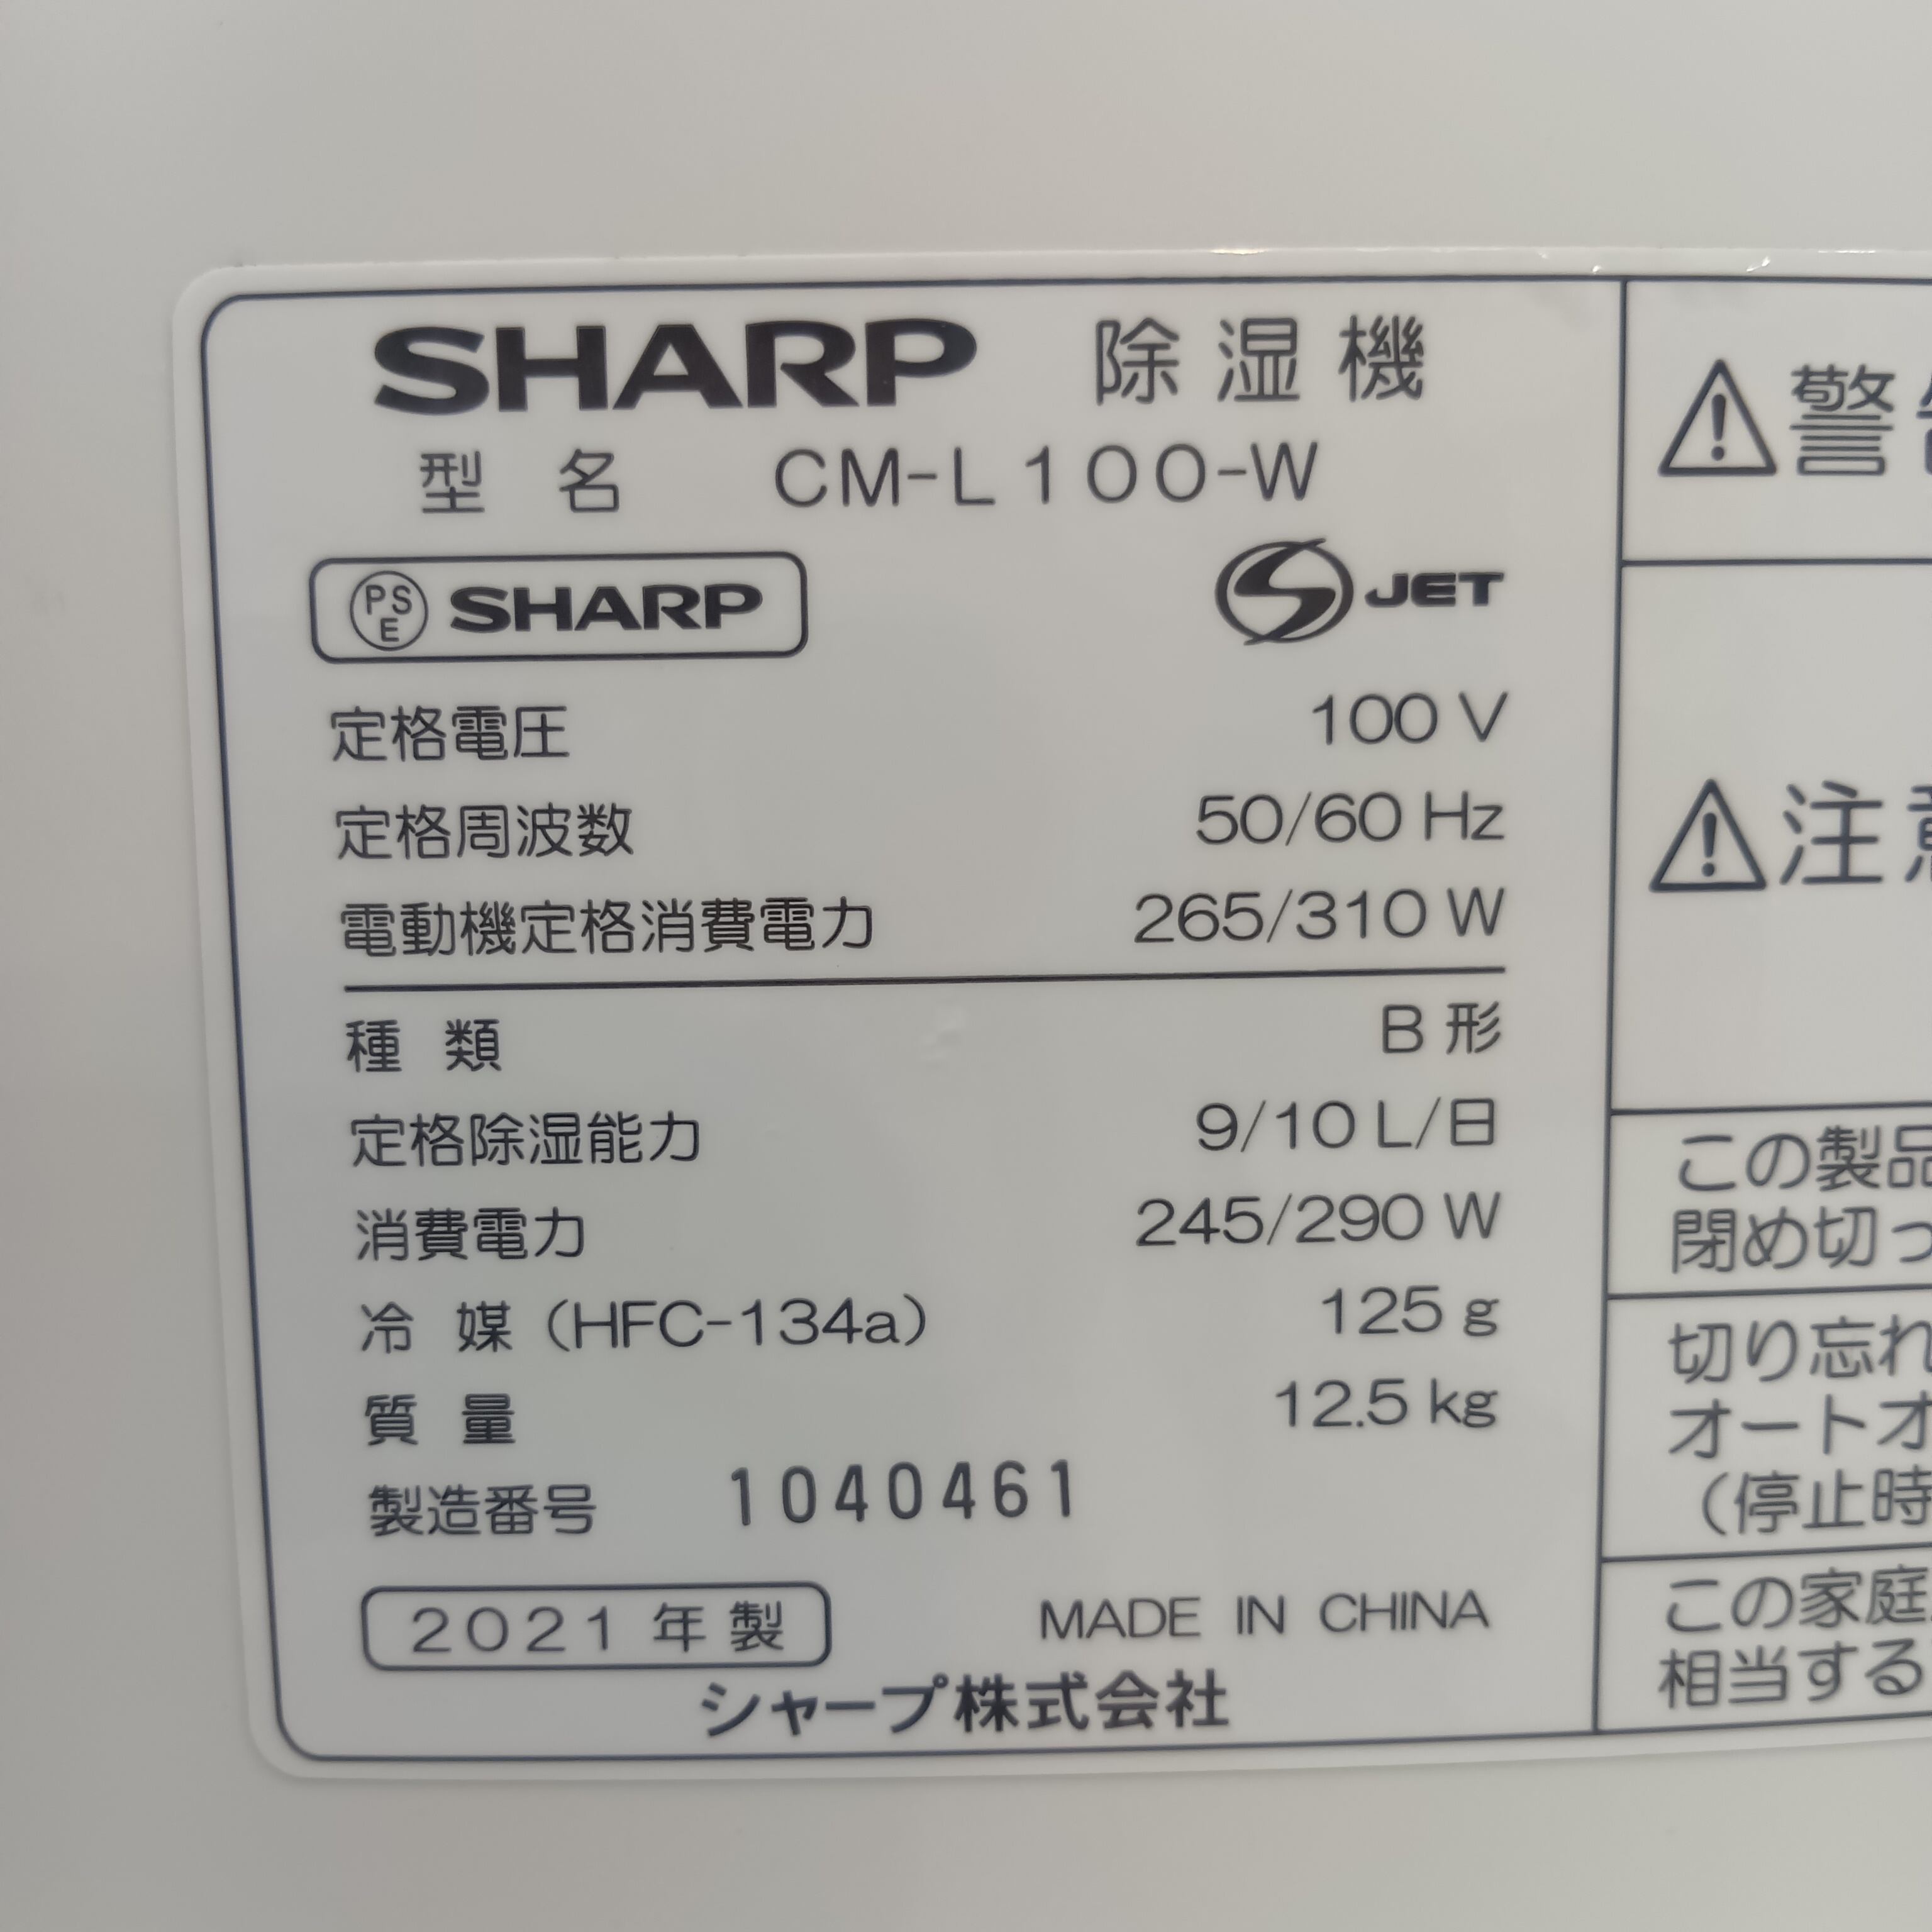 SHARP 除湿機
型名 CM-L100-W
PSE SHARP
S JET
定格電圧 100 V
定格周波数 50/60 Hz
電動機定格消費電力 265/310 W
種類 B形
定格除湿能力 9/10 L/日
消費電力 245/290 W
冷媒(HFC-134a) 125 g
質量 12.5 kg
製造番号 1040461
2021年製 MADE IN CHINA
シャープ株式会社
警
注
この製品
閉め切っ
切り忘れ
オートオ
(停止時
この家庭
相当する